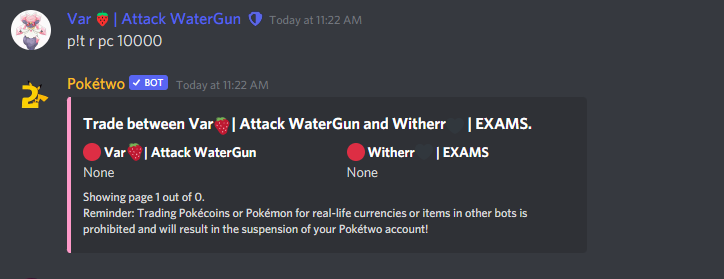 Var🍓| Attack WaterGun Today at 11:22 AM
p!t r pc 10000
Pokétwo ✓ BOT Today at 11:22 AM
Trade between Var🍓| Attack WaterGun and Witherr🖤 | EXAMS.
🔴 Var🍓| Attack WaterGun 🔴 Witherr🖤 | EXAMS
None None
Showing page 1 out of 0.
Reminder: Trading Pokécoins or Pokémon for real-life currencies or items in other bots is
prohibited and will result in the suspension of your Pokétwo account!